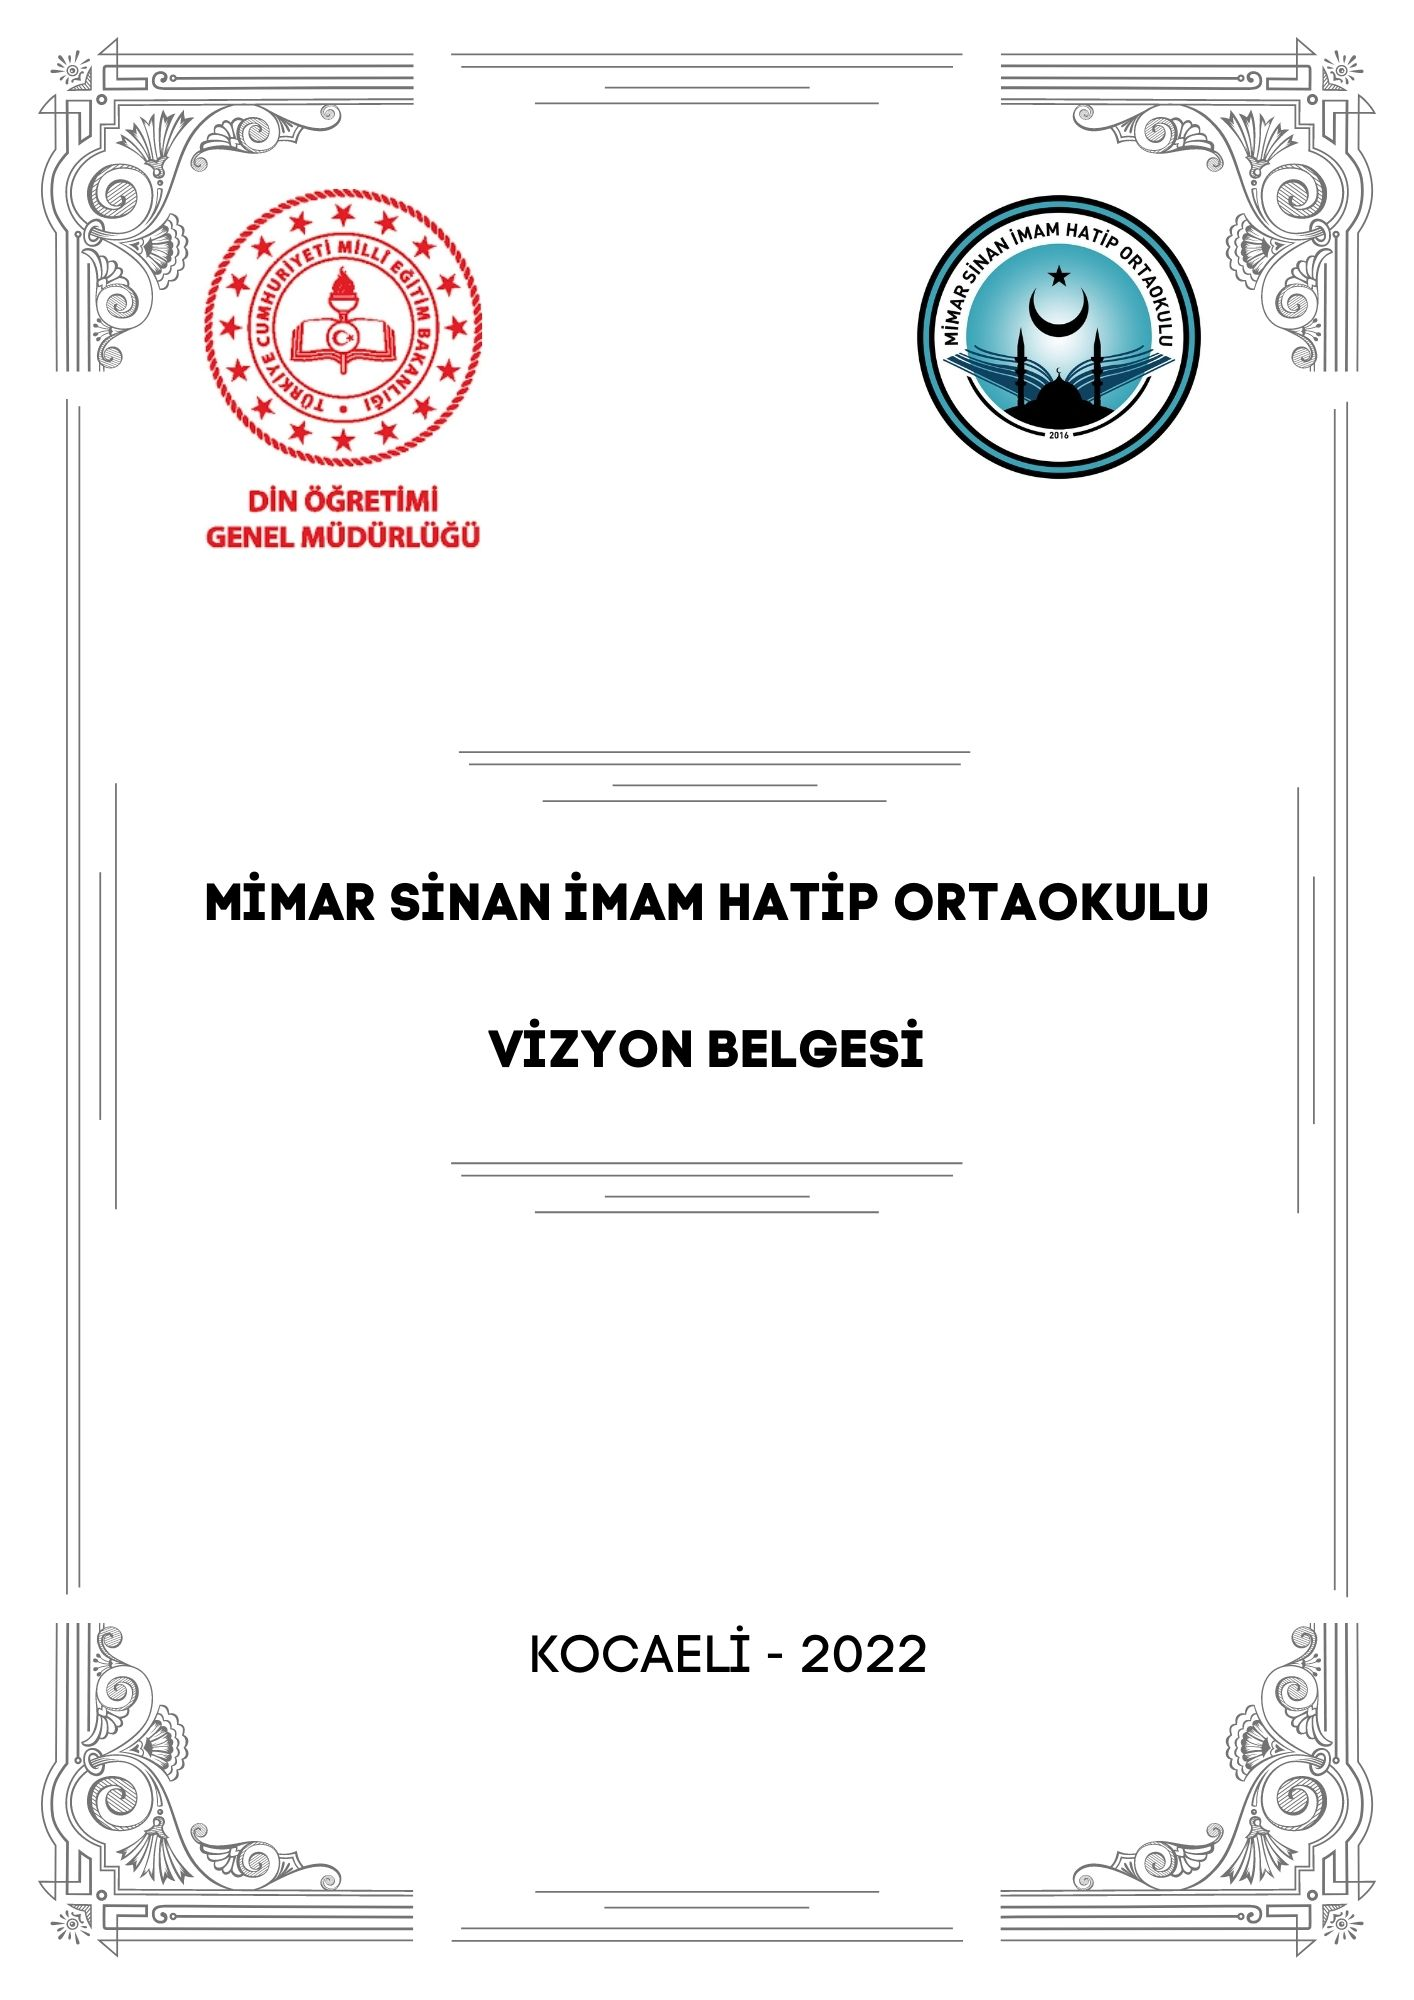 TÜRKİYE CUMHURİYETİ MİLLİ EĞİTİM BAKANLIĞI
DİN ÖĞRETİMİ
GENEL MÜDÜRLÜĞÜ
MİMAR SİNAN İMAM HATİP ORTAOKULU
2016
MİMAR SİNAN İMAM HATİP ORTAOKULU
VİZYON BELGESİ
KOCAELİ - 2022